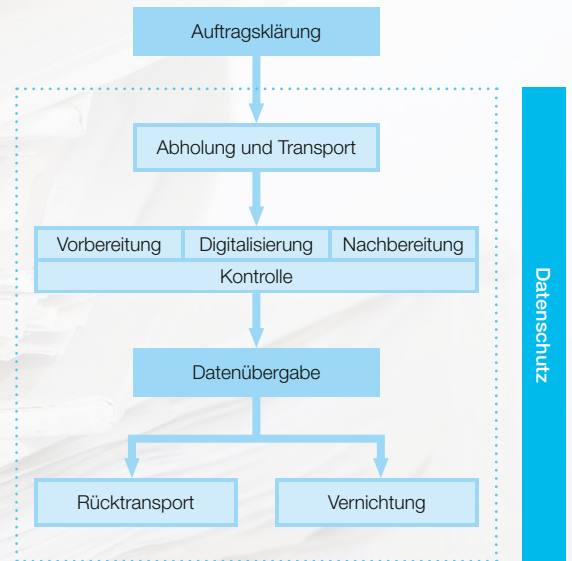 Auftragsklärung
Abholung und Transport
Vorbereitung
Digitalisierung
Nachbereitung
Kontrolle
Datenübergabe
Rücktransport
Vernichtung
Datenschutz